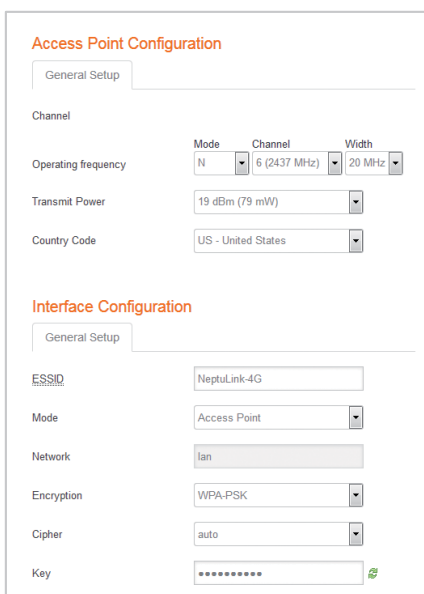 Access Point Configuration
General Setup
Channel
Mode Channel Width
Operating frequency N 6 (2437 MHz) 20 MHz
Transmit Power 19 dBm (79 mW)
Country Code US - United States
Interface Configuration
General Setup
ESSID NeptuLink-4G
Mode Access Point
Network lan
Encryption WPA-PSK
Cipher auto
Key ●●●●●●●●●●